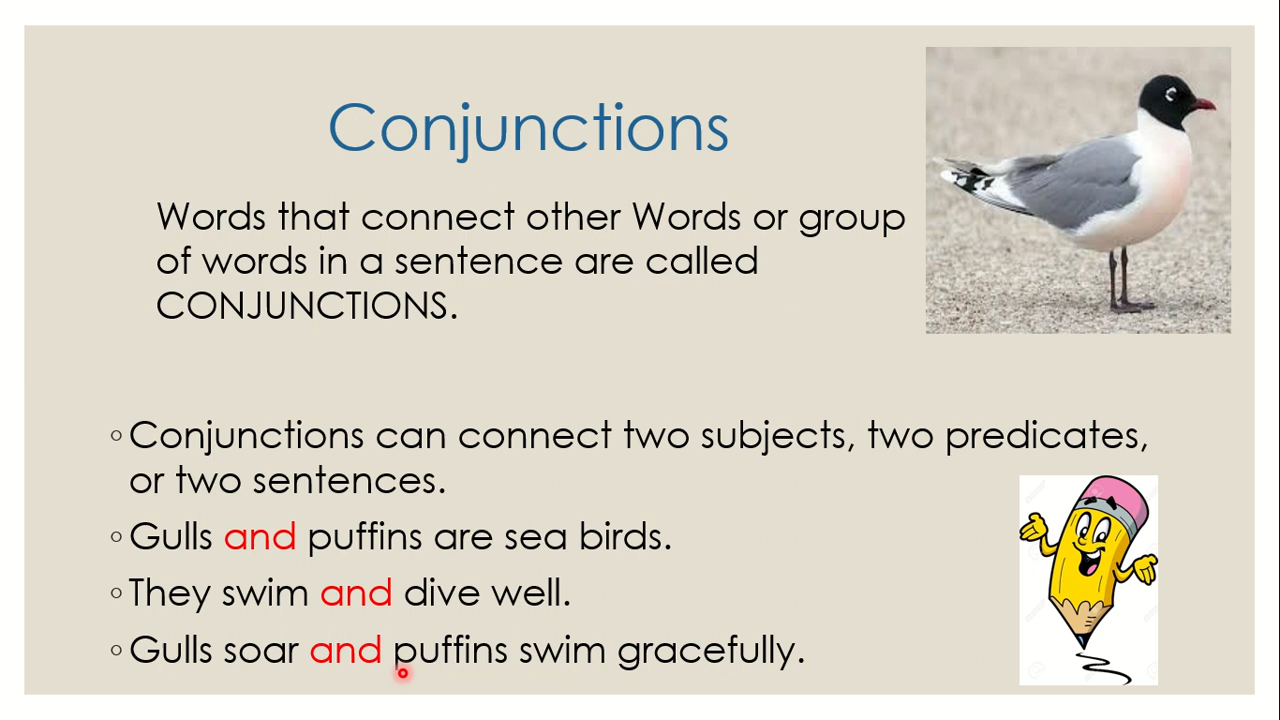 Conjunctions
Words that connect other Words or group
of words in a sentence are called
CONJUNCTIONS.
◦ Conjunctions can connect two subjects, two predicates,
or two sentences.
◦ Gulls and puffins are sea birds.
◦ They swim and dive well.
◦ Gulls soar and puffins swim gracefully.